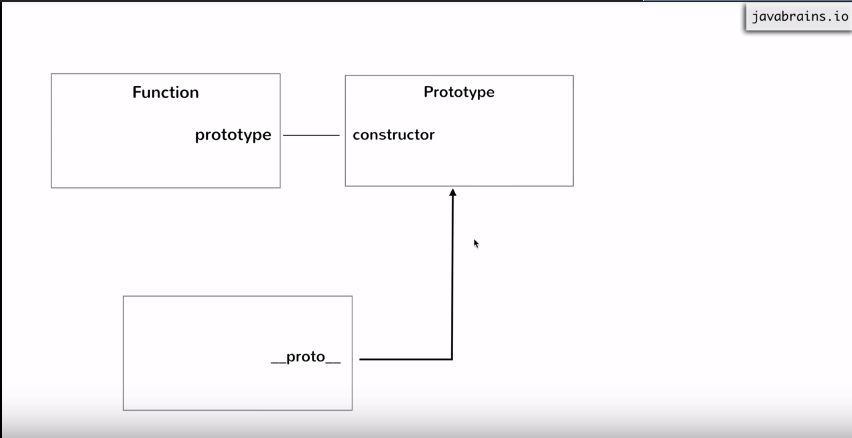 javabrains.io
Function
Prototype
prototype
constructor
__proto__